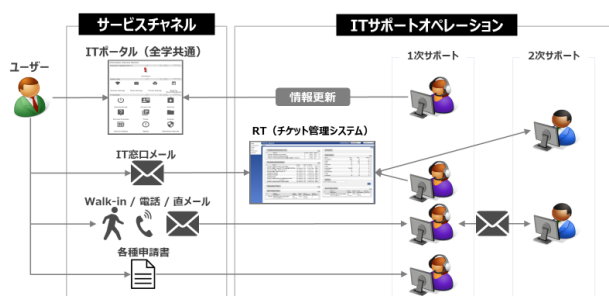 サービスチャネル
ITサポートオペレーション
ITポータル（全学共通）
1次サポート
2次サポート
ユーザー
情報更新
RT（チケット管理システム）
IT窓口メール
Walk-in / 電話 / 直メール
各種申請書